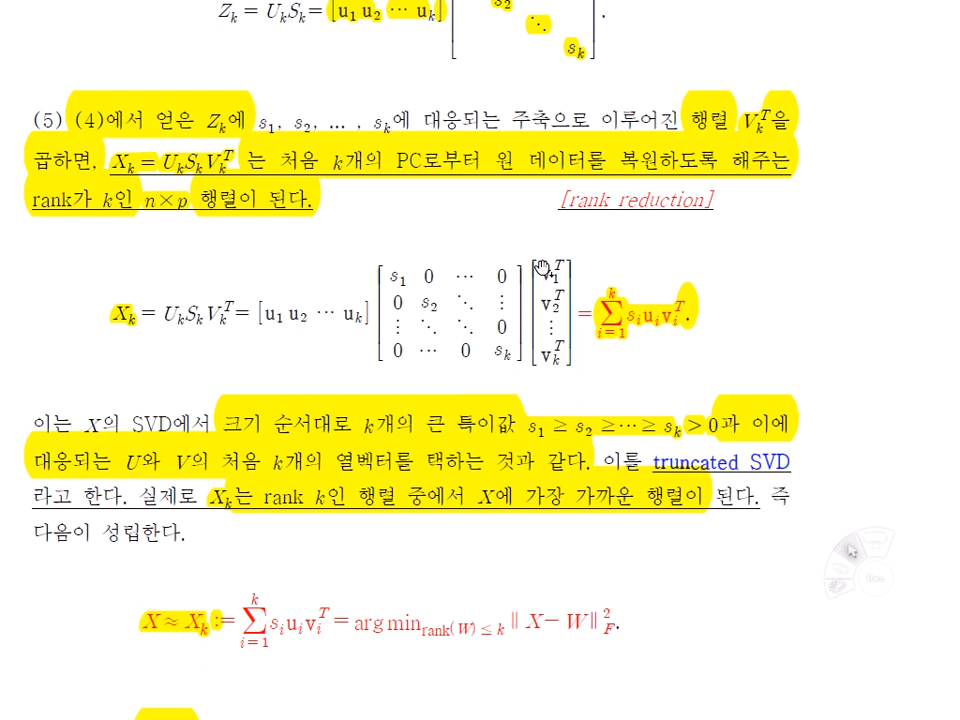 Z_k = U_k S_k = [u_1 u_2 ⋯ u_k] [ s_2 ⋱ s_k ].
(5) (4)에서 얻은 Z_k에 s_1, s_2, ... , s_k에 대응되는 주축으로 이루어진 행렬 V_k^T을
곱하면, X_k = U_k S_k V_k^T 는 처음 k개의 PC로부터 원 데이터를 복원하도록 해주는
rank가 k인 n×p 행렬이 된다. [rank reduction]
X_k = U_k S_k V_k^T = [u_1 u_2 ⋯ u_k] [ s_1 0 ⋯ 0 ; 0 s_2 ⋱ ⋮ ; ⋮ ⋱ ⋱ 0 ; 0 ⋯ 0 s_k ] [ v_1^T ; v_2^T ; ⋮ ; v_k^T ] = ∑_{i=1}^{k} s_i u_i v_i^T.
이는 X의 SVD에서 크기 순서대로 k개의 큰 특이값 s_1 ≥ s_2 ≥ ⋯ ≥ s_k > 0과 이에
대응되는 U와 V의 처음 k개의 열벡터를 택하는 것과 같다. 이를 truncated SVD
라고 한다. 실제로 X_k는 rank k인 행렬 중에서 X에 가장 가까운 행렬이 된다. 즉
다음이 성립한다.
X ≈ X_k := ∑_{i=1}^{k} s_i u_i v_i^T = arg min_{rank(W) ≤ k} ‖X − W‖_F^2.